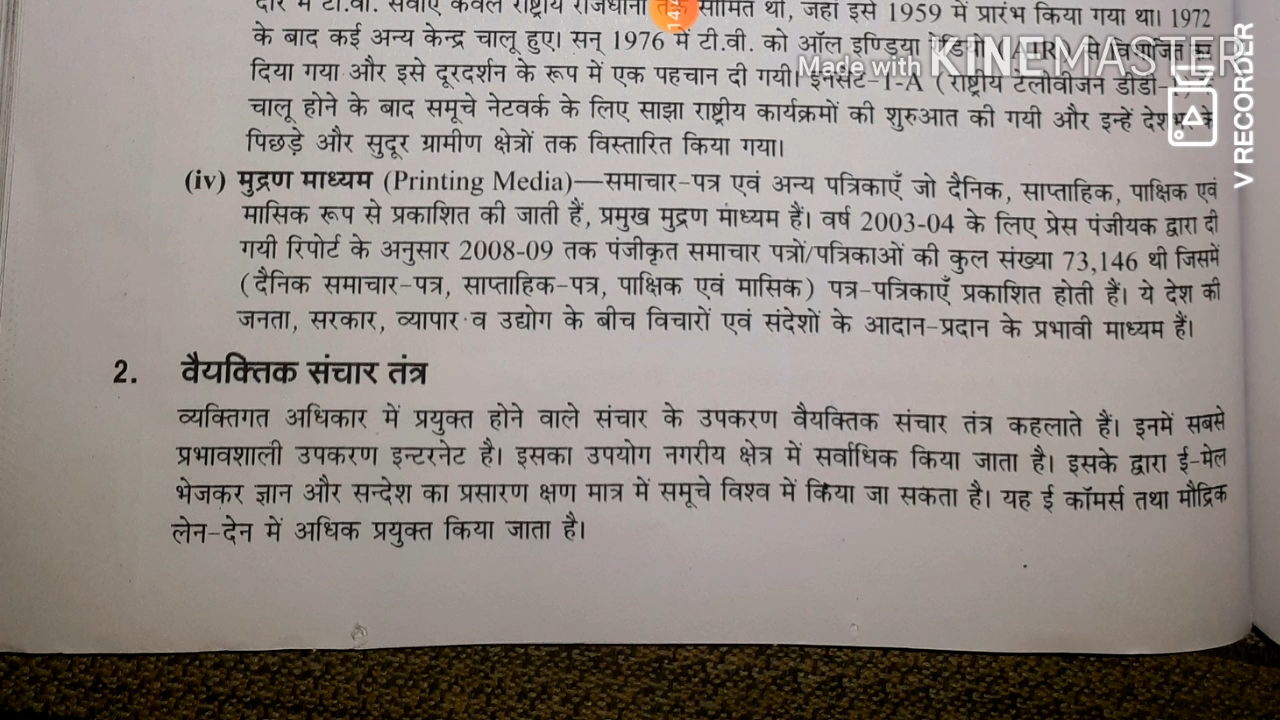 दौर में टी.वी. सेवाएँ केवल राष्ट्रीय राजधानी तक सीमित थी, जहाँ इसे 1959 में प्रारंभ किया गया था। 1972
के बाद कई अन्य केन्द्र चालू हुए। सन् 1976 में टी.वी. को ऑल इण्डिया रेडियो
दिया गया और इसे दूरदर्शन के रूप में एक पहचान दी गयी। इनसेट-1-A (राष्ट्रीय टेलीवीजन डीडी-
चालू होने के बाद समूचे नेटवर्क के लिए साझा राष्ट्रीय कार्यक्रमों की शुरुआत की गयी और इन्हें देशभर के
पिछड़े और सुदूर ग्रामीण क्षेत्रों तक विस्तारित किया गया।
(iv) मुद्रण माध्यम (Printing Media)—समाचार-पत्र एवं अन्य पत्रिकाएँ जो दैनिक, साप्ताहिक, पाक्षिक एवं
मासिक रूप से प्रकाशित की जाती हैं, प्रमुख मुद्रण माध्यम हैं। वर्ष 2003-04 के लिए प्रेस पंजीयक द्वारा दी
गयी रिपोर्ट के अनुसार 2008-09 तक पंजीकृत समाचार पत्रों/पत्रिकाओं की कुल संख्या 73,146 थी जिसमें
(दैनिक समाचार-पत्र, साप्ताहिक-पत्र, पाक्षिक एवं मासिक) पत्र-पत्रिकाएँ प्रकाशित होती हैं। ये देश की
जनता, सरकार, व्यापार व उद्योग के बीच विचारों एवं संदेशों के आदान-प्रदान के प्रभावी माध्यम हैं।
2. वैयक्तिक संचार तंत्र
व्यक्तिगत अधिकार में प्रयुक्त होने वाले संचार के उपकरण वैयक्तिक संचार तंत्र कहलाते हैं। इनमें सबसे
प्रभावशाली उपकरण इन्टरनेट है। इसका उपयोग नगरीय क्षेत्र में सर्वाधिक किया जाता है। इसके द्वारा ई-मेल
भेजकर ज्ञान और सन्देश का प्रसारण क्षण मात्र में समूचे विश्व में किया जा सकता है। यह ई कॉमर्स तथा मौद्रिक
लेन-देन में अधिक प्रयुक्त किया जाता है।
Made with KINEMASTER
V RECORDER